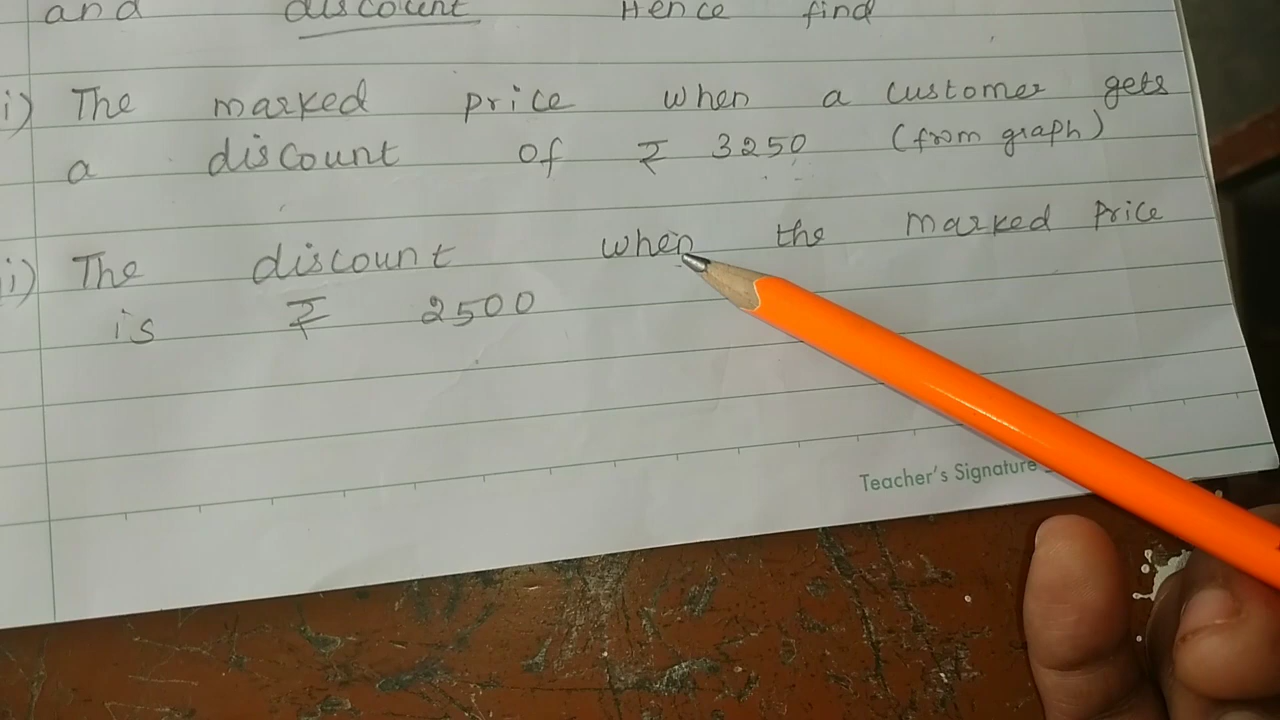 and discount Hence find
i) The marked price when a customer gets
a discount of ₹ 3250 (from graph)
i) The discount when the marked price
is ₹ 2500
Teacher's Signature